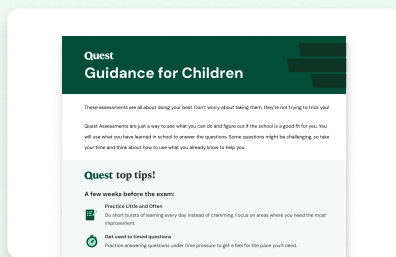 Quest
Guidance for Children
These assessments are all about doing your best. Don't worry about taking them, they're not trying to trick you!
Quest Assessments are just a way to see what you can do and figure out if the school is a good fit for you. You
will use what you have learned in school to answer the questions. Some questions might be challenging, so take
your time and think about how to use what you already know to help you.
Quest top tips!
A few weeks before the exam:
Practice Little and Often
Do short bursts of learning every day instead of cramming. Focus on areas where you need the most
improvement.
Get used to timed questions
Practice answering questions under time pressure to get a feel for the pace you'll need.